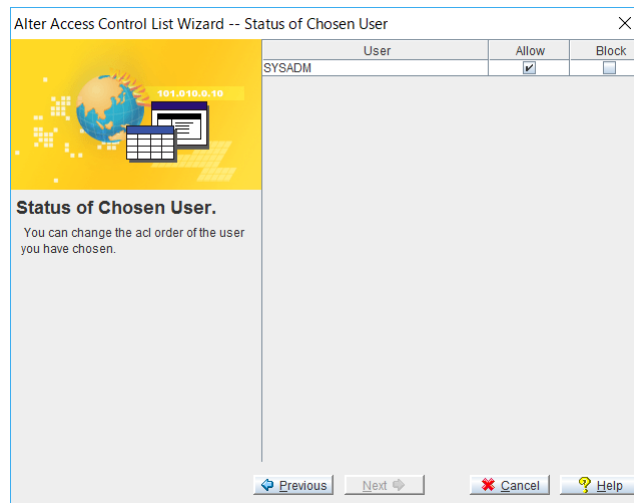 Alter Access Control List Wizard -- Status of Chosen User
User Allow Block
SYSADM
101.010.0.10
Status of Chosen User.
You can change the acl order of the user
you have chosen.
Previous Next Cancel Help